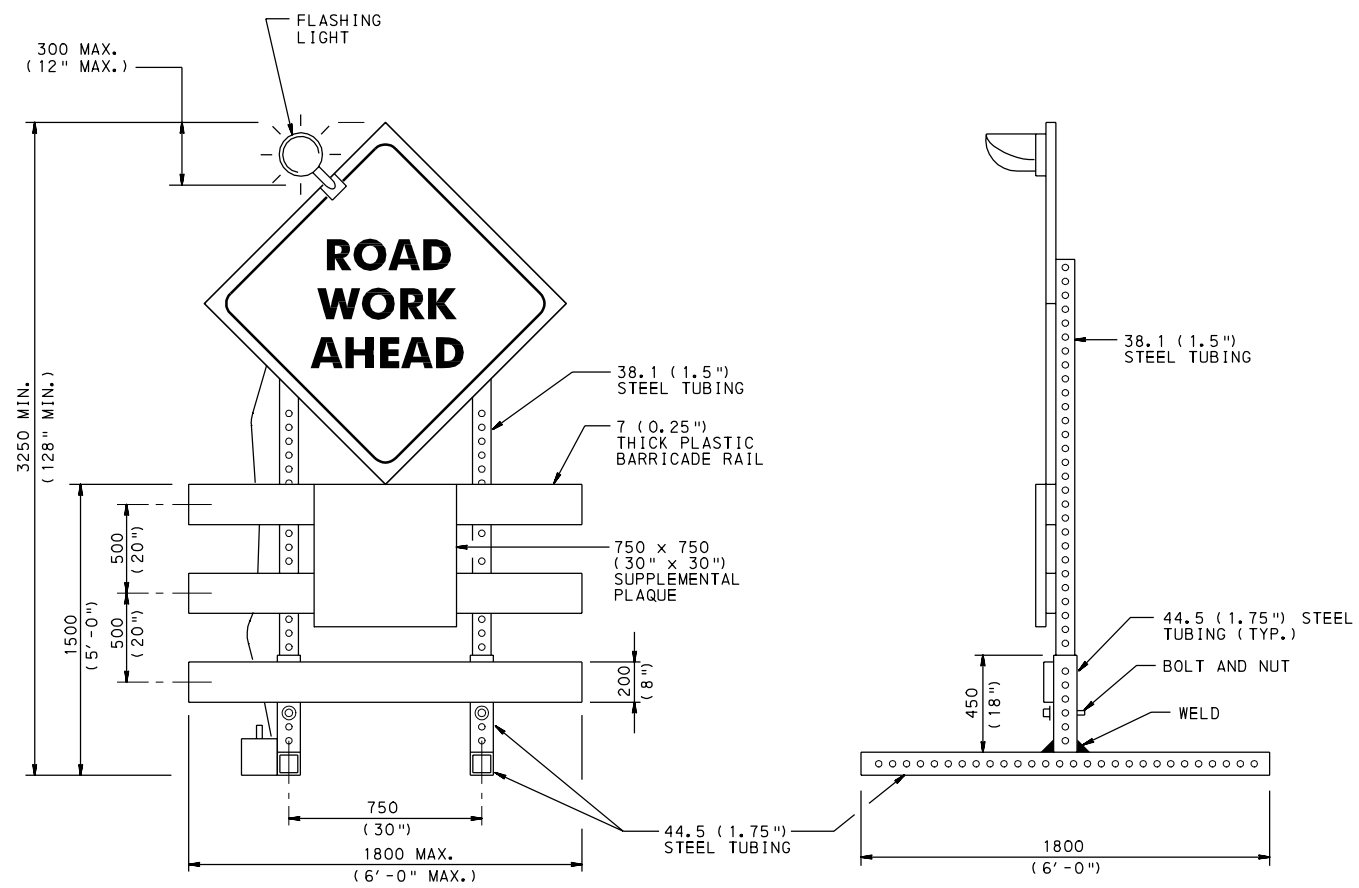 FLASHING
LIGHT
300 MAX.
(12" MAX.)
ROAD
WORK
AHEAD
3250 MIN.
(128" MIN.)
38.1 (1.5")
STEEL TUBING
7 (0.25")
THICK PLASTIC
BARRICADE RAIL
500
(20")
500
(20")
1500
(5'-0")
750 x 750
(30" x 30")
SUPPLEMENTAL
PLAQUE
200
(8")
750
(30")
1800 MAX.
(6'-0" MAX.)
44.5 (1.75")
STEEL TUBING
38.1 (1.5")
STEEL TUBING
44.5 (1.75") STEEL
TUBING (TYP.)
BOLT AND NUT
WELD
450
(18")
1800
(6'-0")